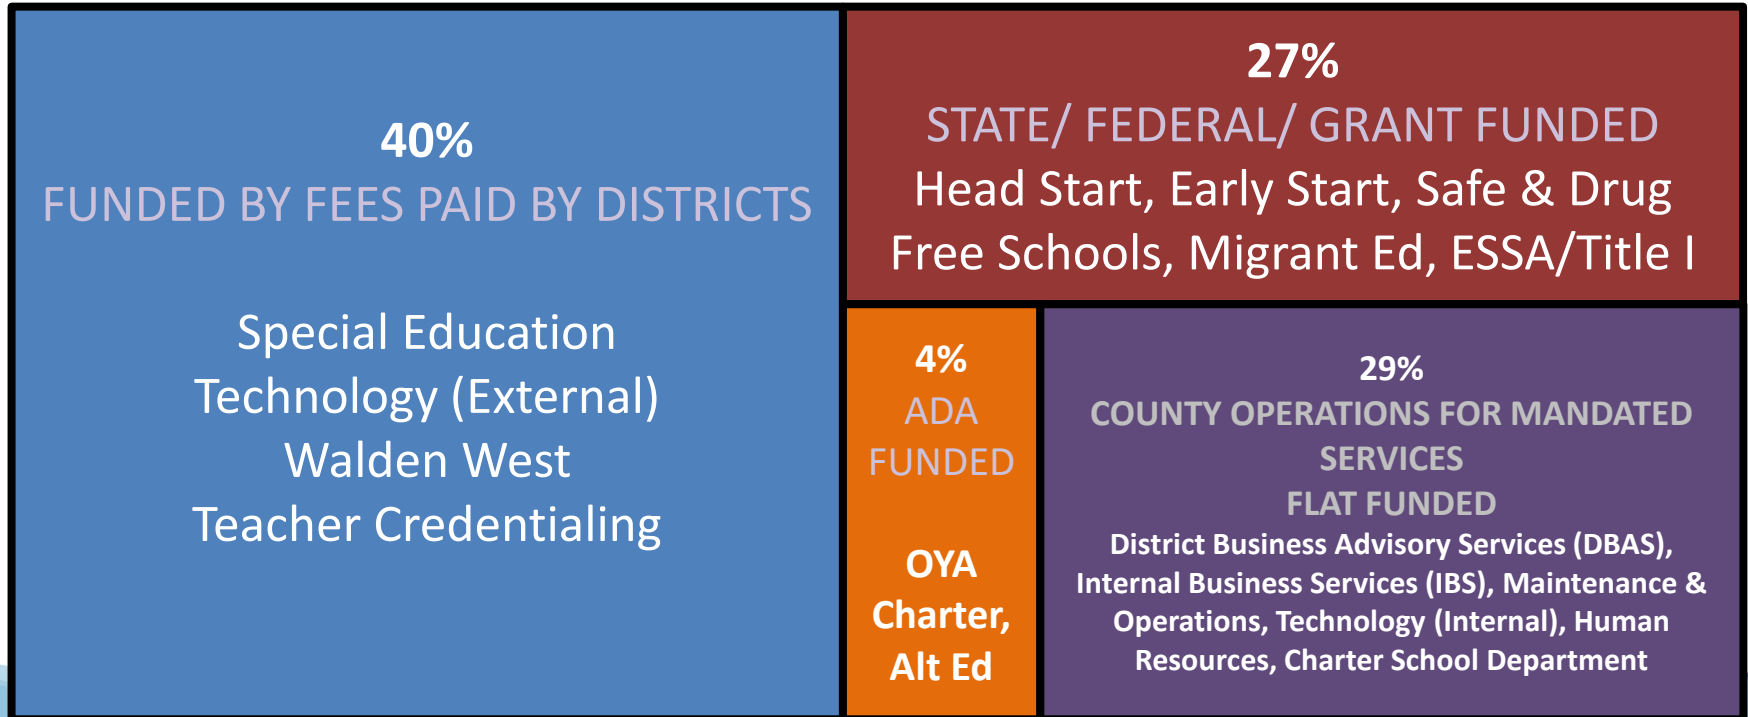 40%
FUNDED BY FEES PAID BY DISTRICTS
Special Education
Technology (External)
Walden West
Teacher Credentialing
27%
STATE/ FEDERAL/ GRANT FUNDED
Head Start, Early Start, Safe & Drug
Free Schools, Migrant Ed, ESSA/Title I
4%
ADA
FUNDED
OYA
Charter,
Alt Ed
29%
COUNTY OPERATIONS FOR MANDATED
SERVICES
FLAT FUNDED
District Business Advisory Services (DBAS),
Internal Business Services (IBS), Maintenance &
Operations, Technology (Internal), Human
Resources, Charter School Department